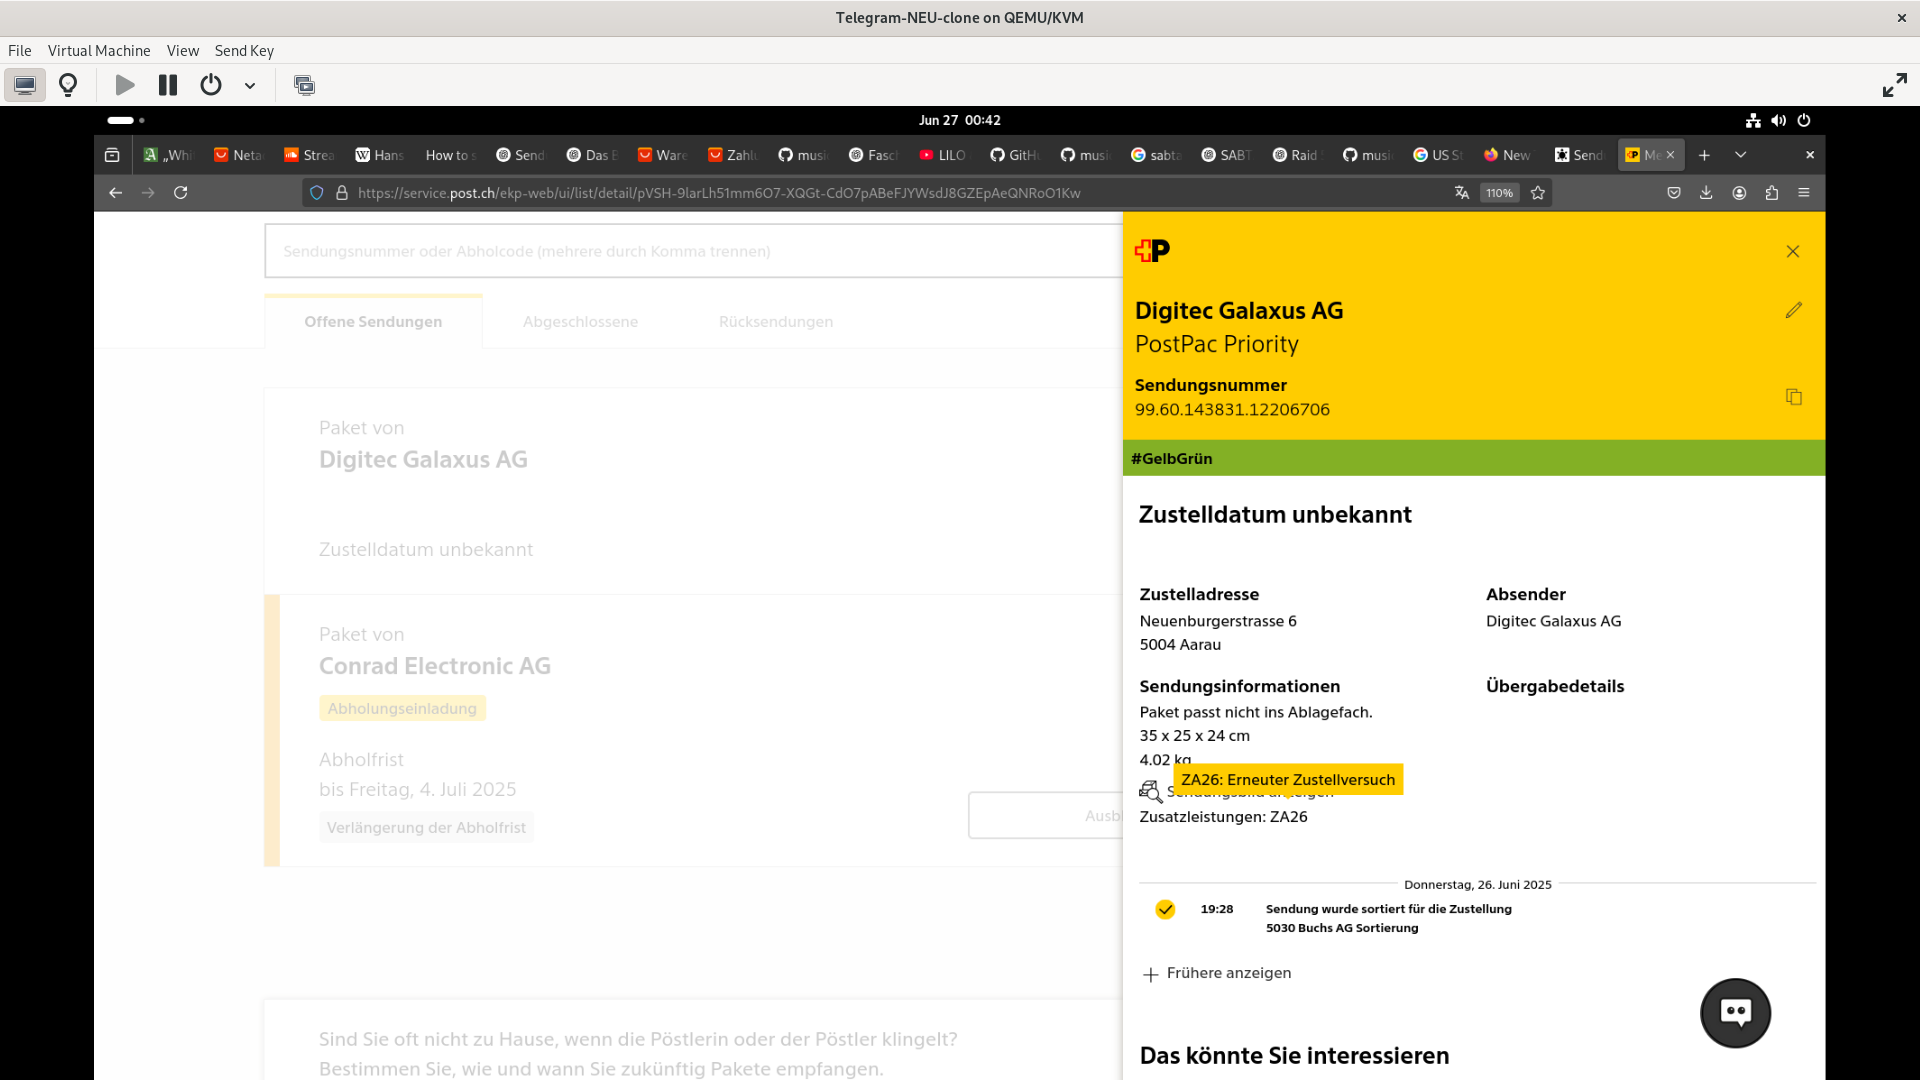 Telegram-NEU-clone on QEMU/KVM
File Virtual Machine View Send Key
Jun 27 00:42
„Whi Neta Strea Hans How to s Send Das B Ware Zahlu musi Fasch LILO GitHu musi sabta SABT Raid musi US St New Send Me
https://service.post.ch/ekp-web/ui/list/detail/pVSH-9larLh51mm6O7-XQGt-CdO7pABeFJYWsdJ8GZEpAeQNRoO1Kw 110%
Sendungsnummer oder Abholcode (mehrere durch Komma trennen)
Offene Sendungen Abgeschlossene Rücksendungen
Paket von
Digitec Galaxus AG
Zustelldatum unbekannt
Paket von
Conrad Electronic AG
Abholungseinladung
Abholfrist
bis Freitag, 4. Juli 2025
Verlängerung der Abholfrist
Sind Sie oft nicht zu Hause, wenn die Pöstlerin oder der Pöstler klingelt?
Bestimmen Sie, wie und wann Sie zukünftig Pakete empfangen.
P
Digitec Galaxus AG
PostPac Priority
Sendungsnummer
99.60.143831.12206706
#GelbGrün
Zustelldatum unbekannt
Zustelladresse
Neuenburgerstrasse 6
5004 Aarau
Absender
Digitec Galaxus AG
Sendungsinformationen
Paket passt nicht ins Ablagefach.
35 x 25 x 24 cm
4.02 kg
Übergabedetails
ZA26: Erneuter Zustellversuch
Zusatzleistungen: ZA26
Donnerstag, 26. Juni 2025
19:28 Sendung wurde sortiert für die Zustellung
5030 Buchs AG Sortierung
Frühere anzeigen
Das könnte Sie interessieren